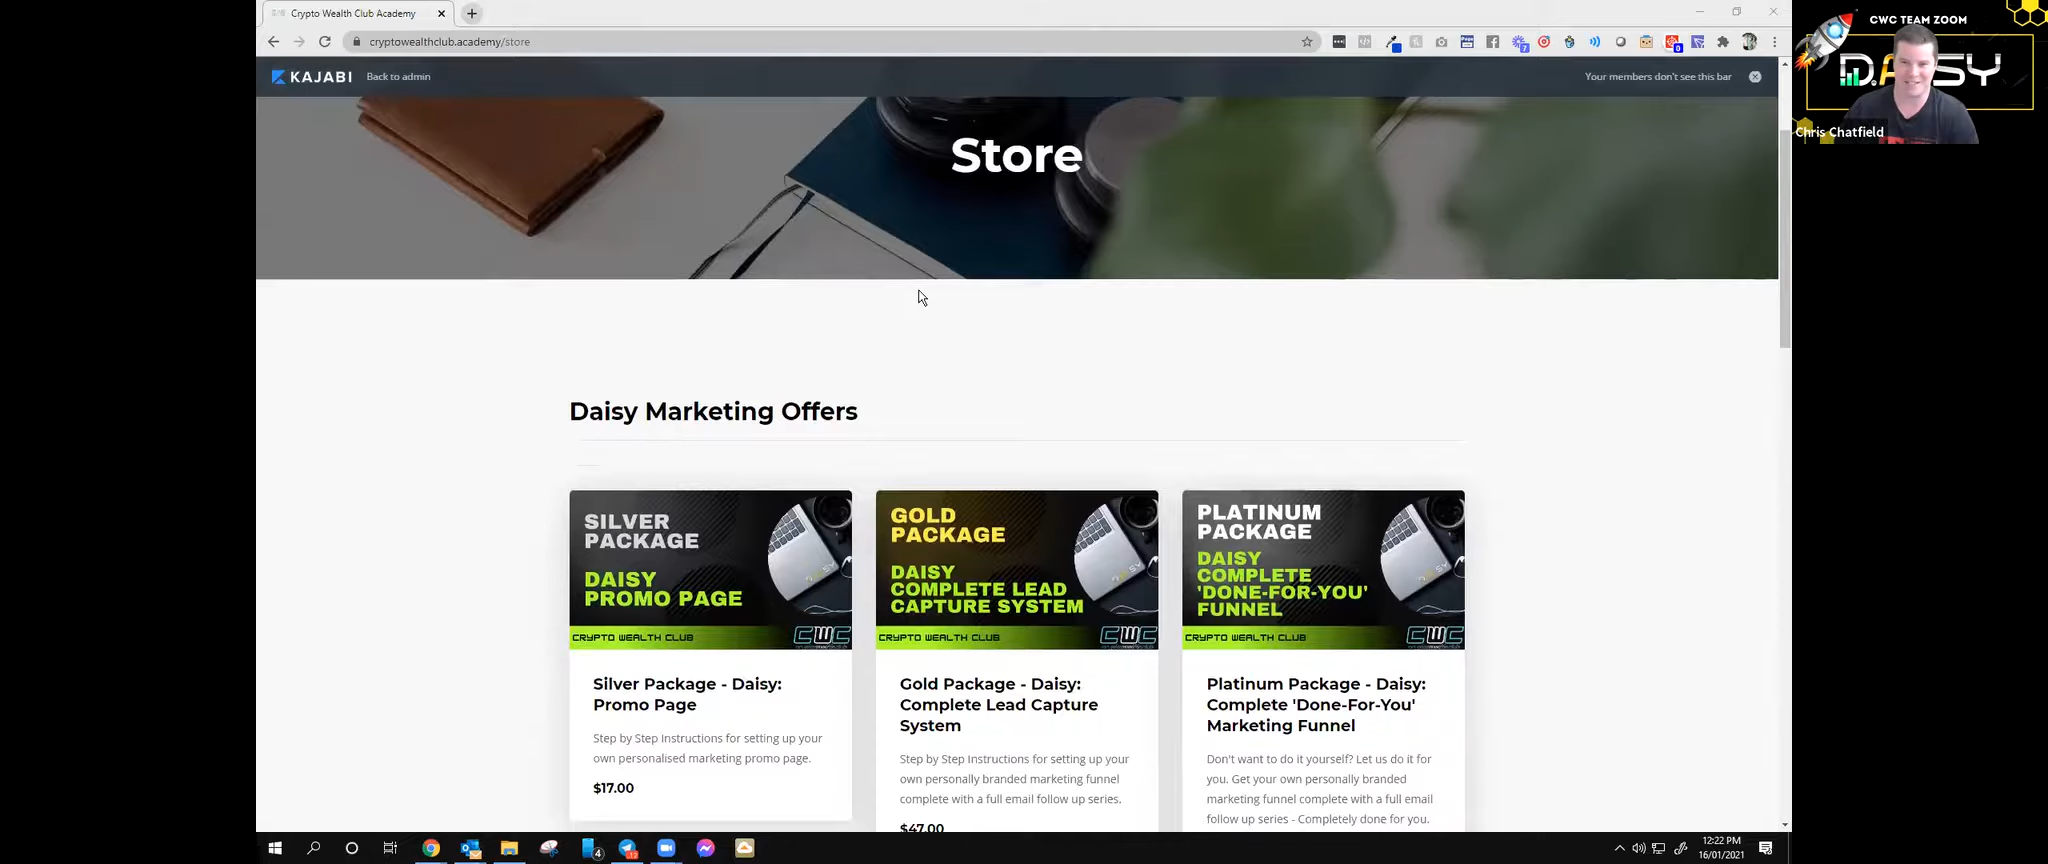 Crypto Wealth Club Academy
cryptowealthclub.academy/store
KAJABI
Back to admin
Your members don't see this bar
CWC TEAM ZOOM
DAISY
Chris Chatfield
Store
Daisy Marketing Offers
SILVER
PACKAGE
DAISY
PROMO PAGE
CRYPTO WEALTH CLUB
CWC
GOLD
PACKAGE
DAISY
COMPLETE LEAD
CAPTURE SYSTEM
CRYPTO WEALTH CLUB
CWC
PLATINUM
PACKAGE
DAISY
COMPLETE
'DONE-FOR-YOU'
FUNNEL
CRYPTO WEALTH CLUB
CWC
Silver Package - Daisy:
Promo Page
Step by Step Instructions for setting up your
own personalised marketing promo page.
$17.00
Gold Package - Daisy:
Complete Lead Capture
System
Step by Step Instructions for setting up your
own personally branded marketing funnel
complete with a full email follow up series.
$47.00
Platinum Package - Daisy:
Complete 'Done-For-You'
Marketing Funnel
Don't want to do it yourself? Let us do it for
you. Get your own personally branded
marketing funnel complete with a full email
follow up series - Completely done for you.
12:22 PM
16/01/2021